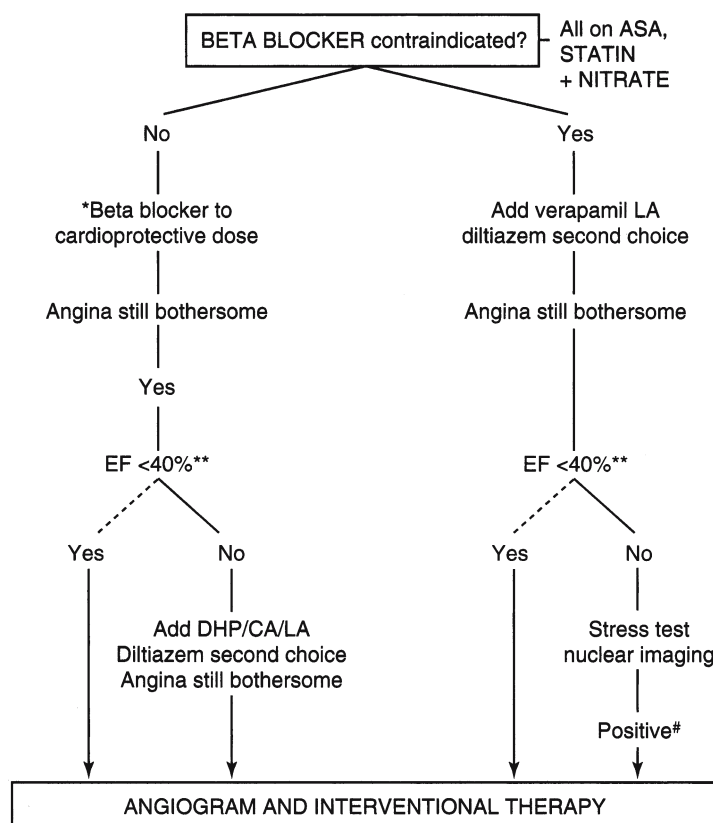 BETA BLOCKER contraindicated?
All on ASA,
STATIN
+ NITRATE
No
Yes
*Beta blocker to
cardioprotective dose
Add verapamil LA
diltiazem second choice
Angina still bothersome
Angina still bothersome
Yes
EF <40%**
EF <40%**
Yes
No
Yes
No
Add DHP/CA/LA
Diltiazem second choice
Angina still bothersome
Stress test
nuclear imaging
Positive#
ANGIOGRAM AND INTERVENTIONAL THERAPY